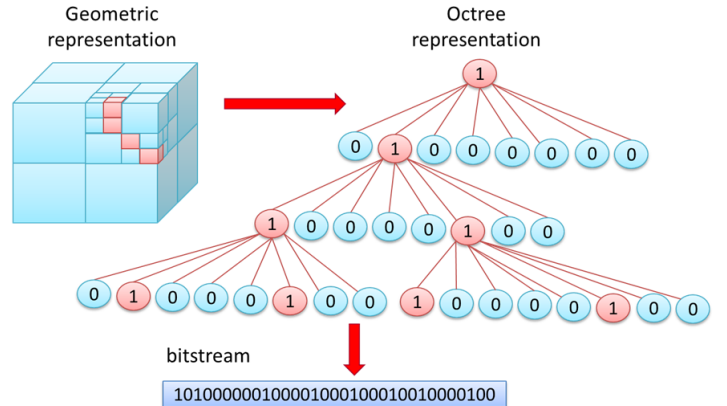 Geometric
representation
Octree
representation
1
0 1 0 0 0 0 0 0
1 0 0 0 0 1 0 0
0 1 0 0 0 1 0 0 1 0 0 0 0 1 0 0
bitstream
101000000100001000100010010000100